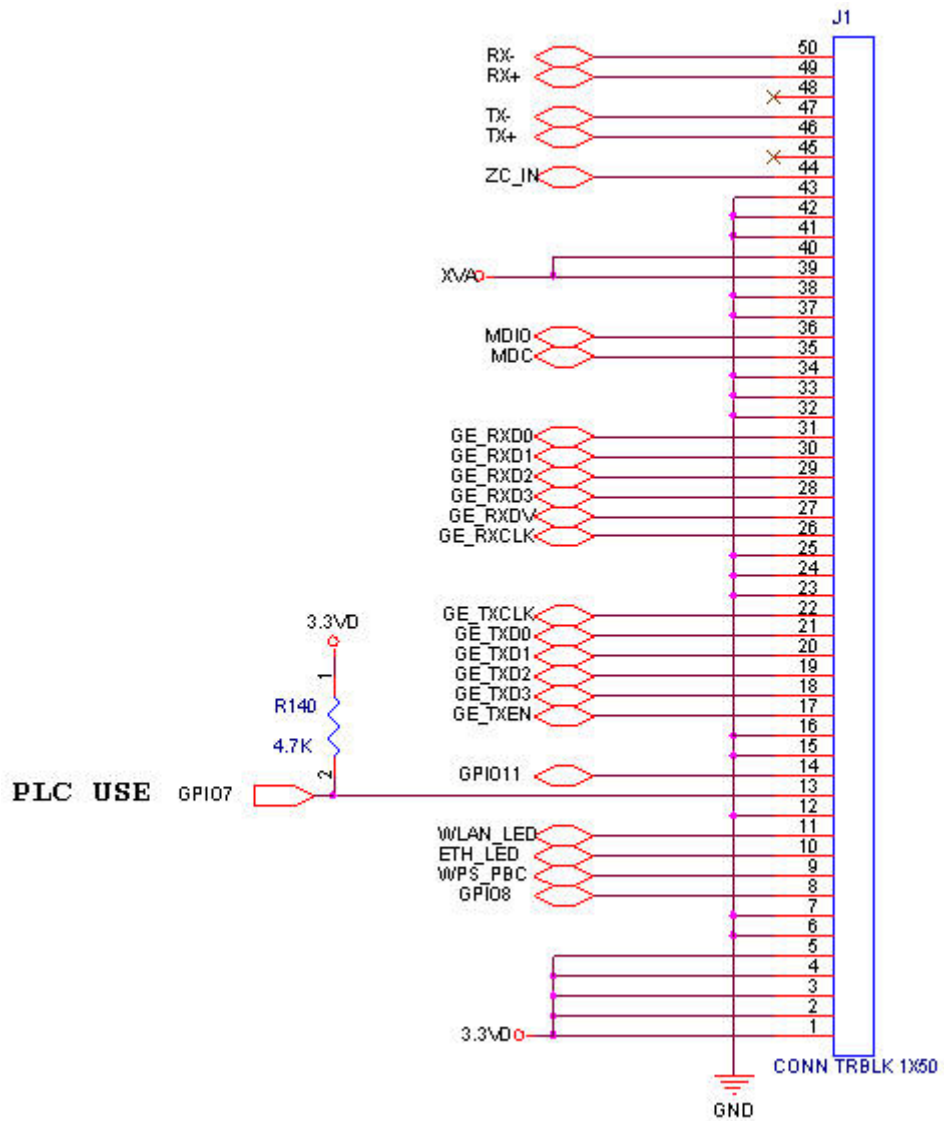 J1
RX- 50
RX+ 49
48
TX- 47
TX+ 46
45
ZC_IN 44
43
42
41
40
XVA 39
38
37
MDIO 36
MDC 35
34
33
32
GE_RXD0 31
GE_RXD1 30
GE_RXD2 29
GE_RXD3 28
GE_RXDV 27
GE_RXCLK 26
25
24
23
GE_TXCLK 22
3.3VD
GE_TXD0 21
GE_TXD1 20
1
GE_TXD2 19
R140
GE_TXD3 18
GE_TXEN 17
4.7K
16
15
2
GPIO11 14
PLC USE GPIO7 13
12
WLAN_LED 11
ETH_LED 10
WPS_PBC 9
GPIO8 8
7
6
5
4
3
2
3.3VD 1
CONN TRBLK 1X50
GND